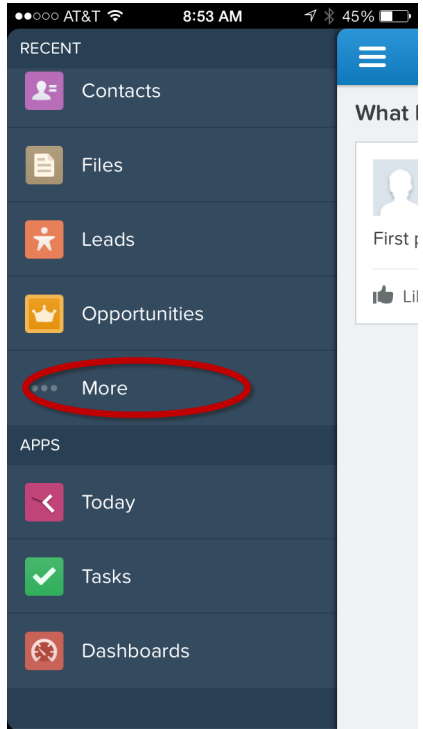 AT&T 8:53 AM 45%
RECENT
Contacts
What
Files
First
Leads
Opportunities
More
APPS
Today
Tasks
Dashboards